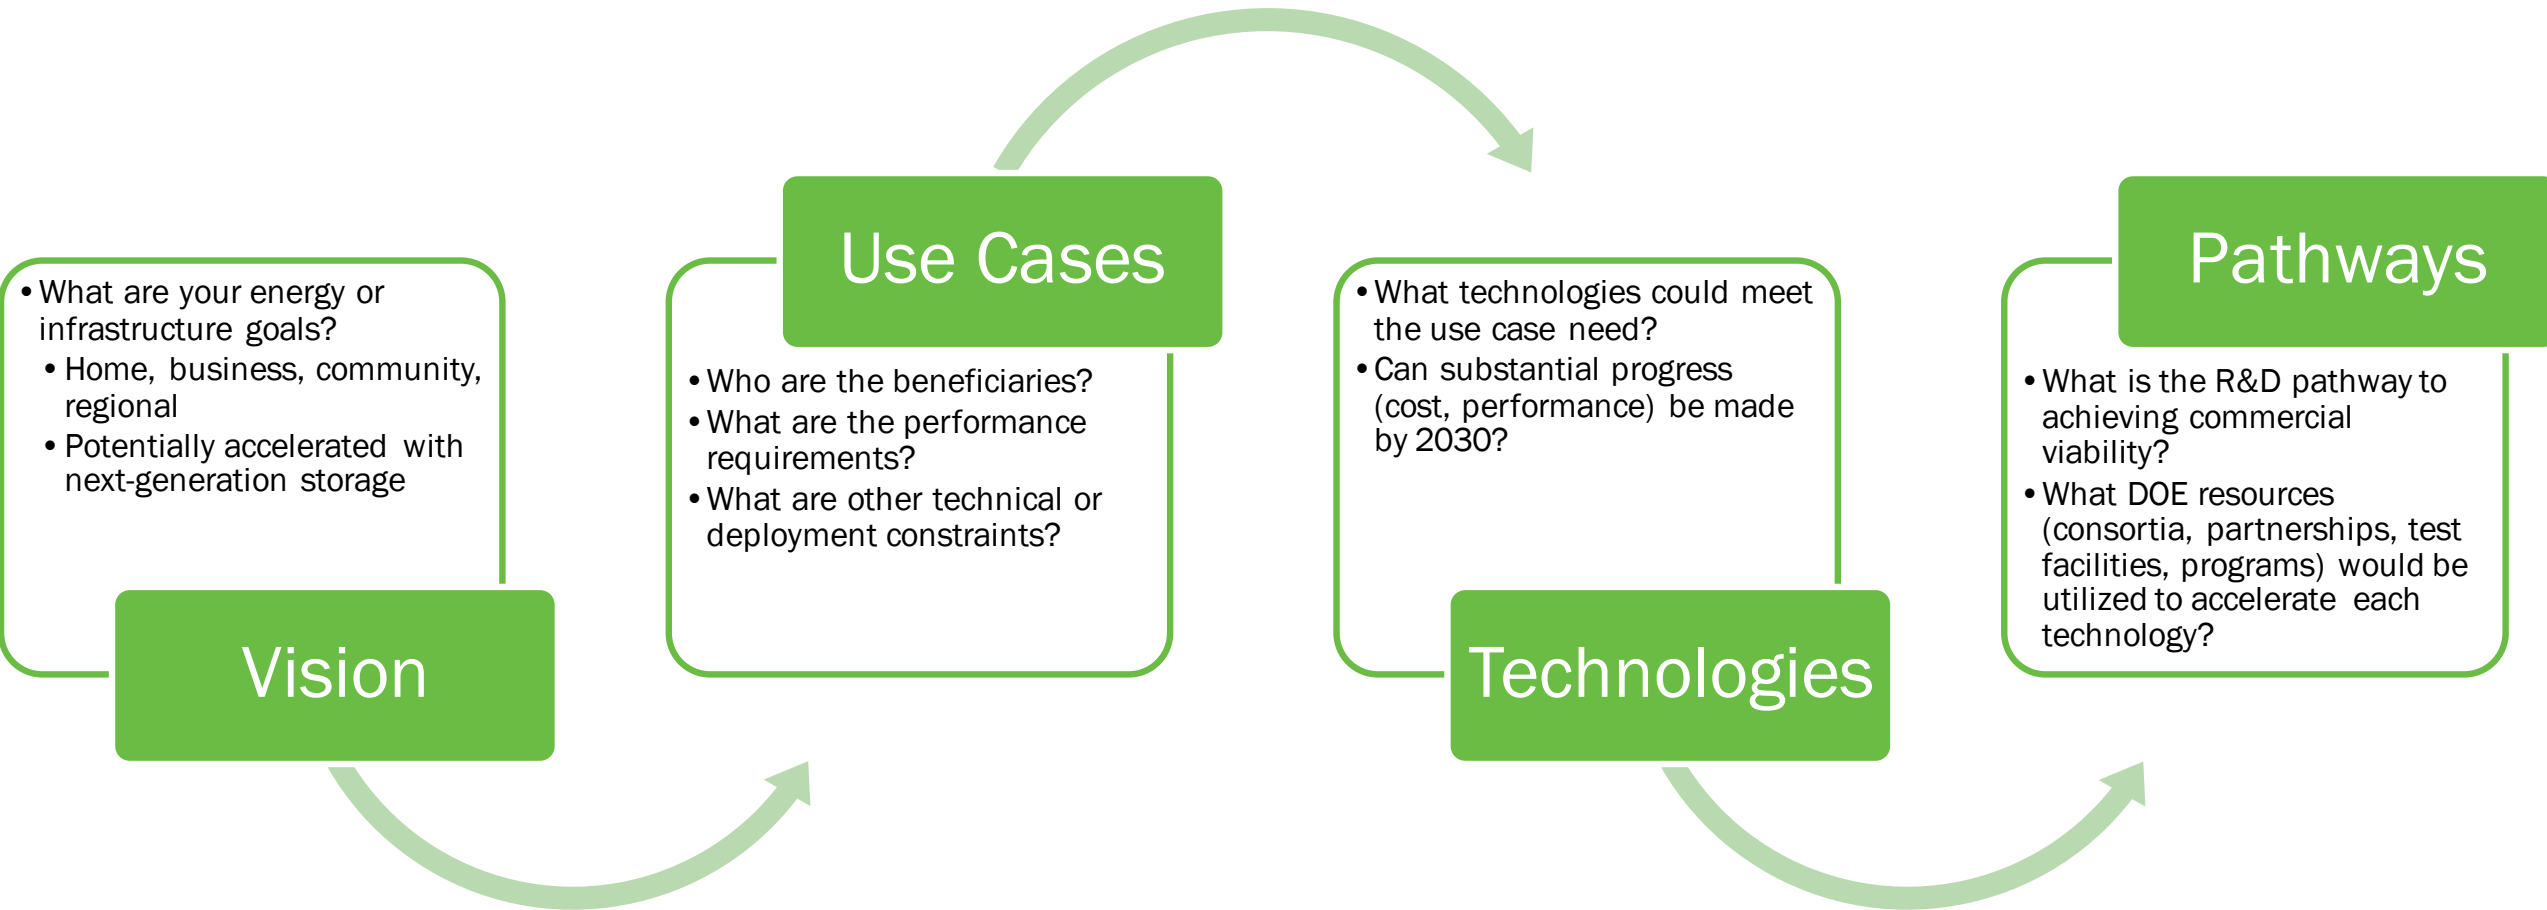 • What are your energy or
infrastructure goals?
• Home, business, community,
regional
• Potentially accelerated with
next-generation storage
Vision
Use Cases
• Who are the beneficiaries?
• What are the performance
requirements?
• What are other technical or
deployment constraints?
• What technologies could meet
the use case need?
• Can substantial progress
(cost, performance) be made
by 2030?
Technologies
Pathways
• What is the R&D pathway to
achieving commercial
viability?
• What DOE resources
(consortia, partnerships, test
facilities, programs) would be
utilized to accelerate each
technology?